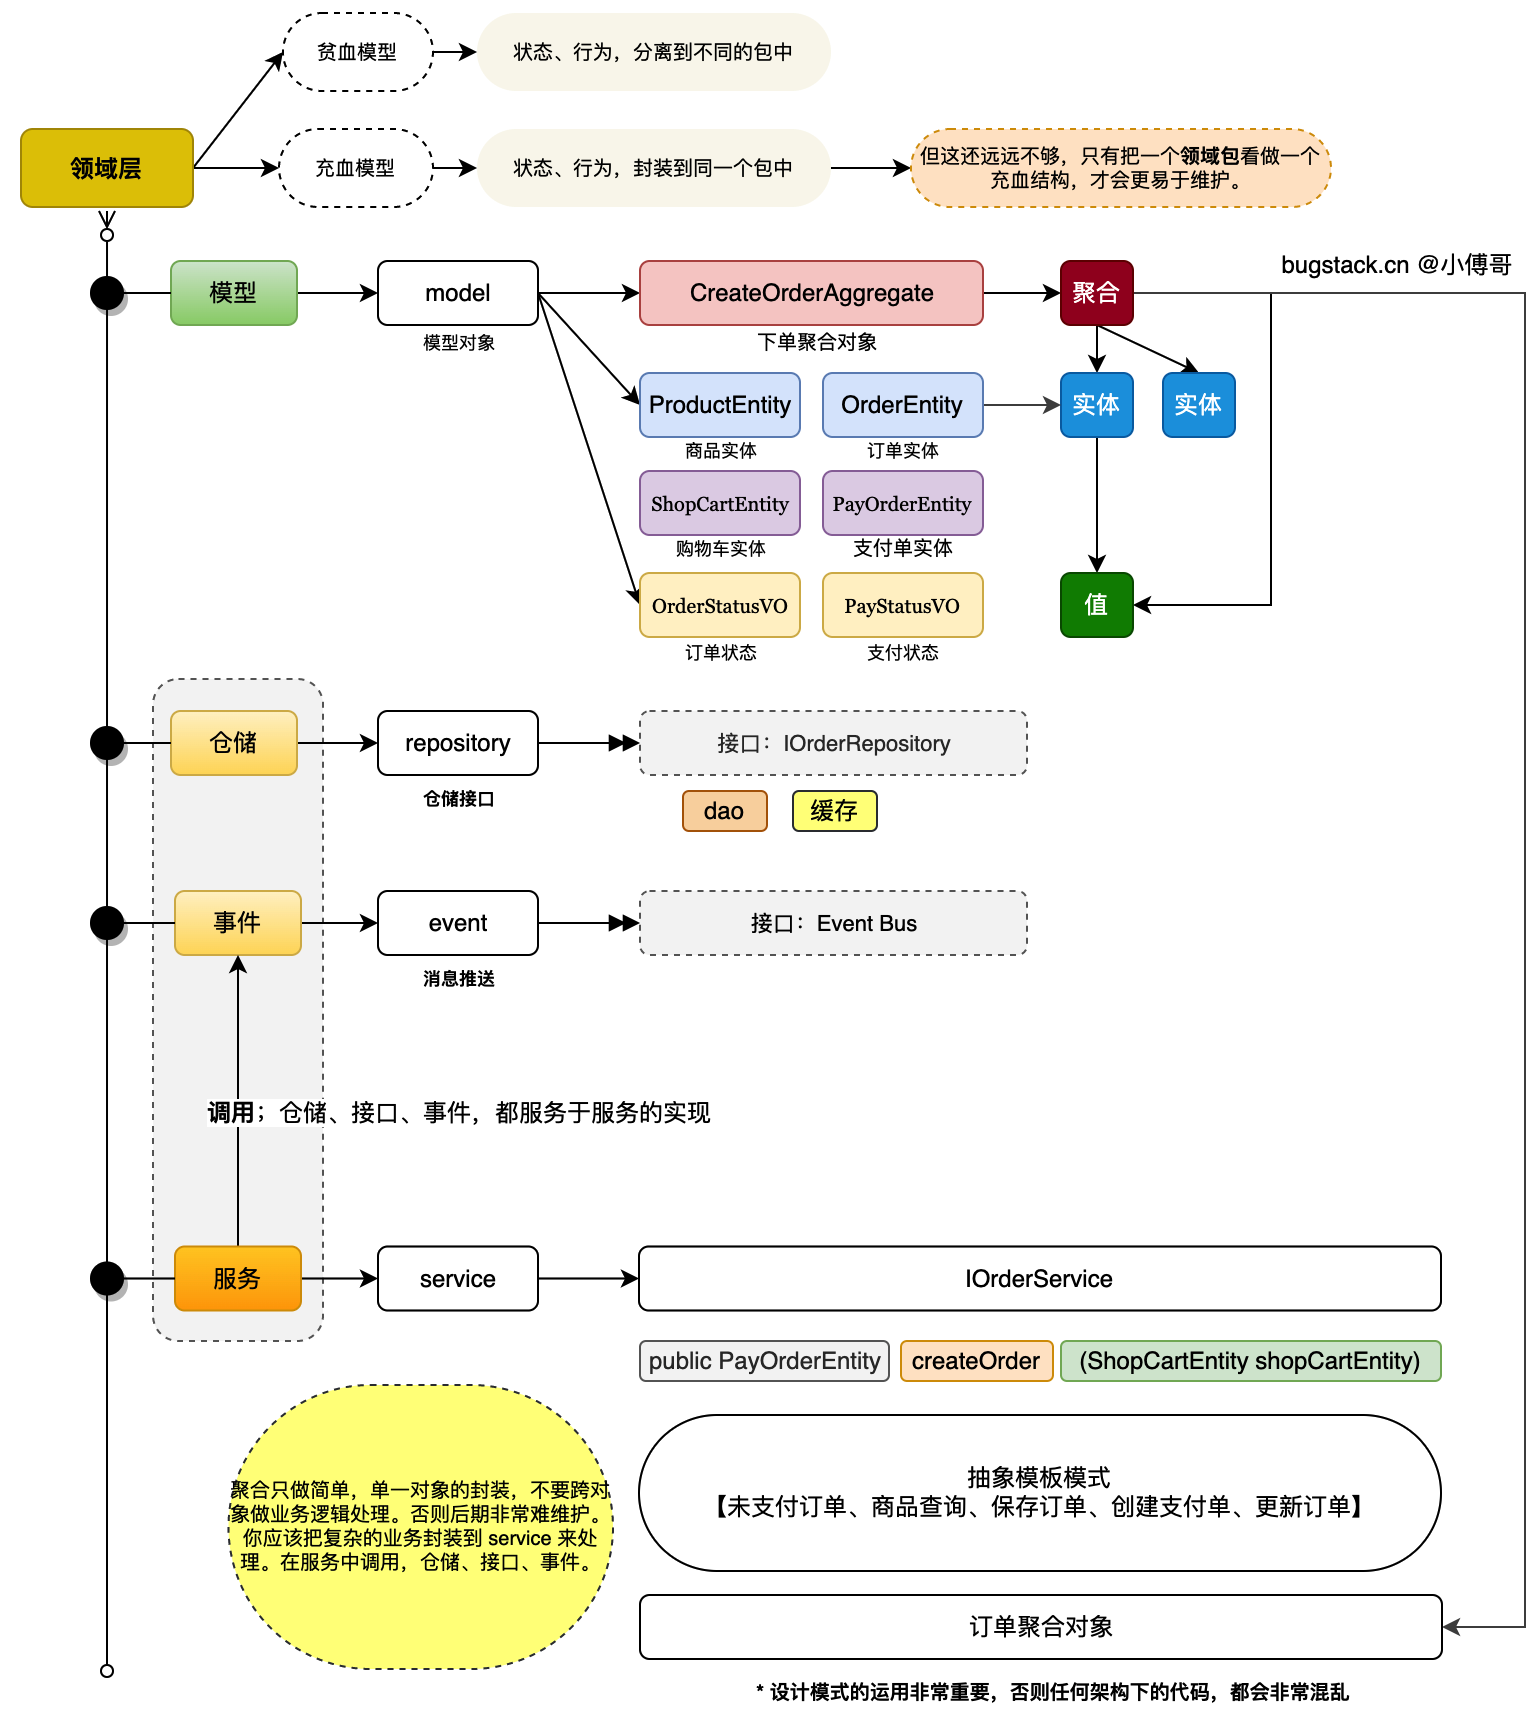 贫血模型
状态、行为，分离到不同的包中
领域层
充血模型
状态、行为，封装到同一个包中
但这还远远不够，只有把一个领域包看做一个
充血结构，才会更易于维护。
bugstack.cn @小傅哥
模型
model
模型对象
CreateOrderAggregate
下单聚合对象
聚合
ProductEntity
商品实体
OrderEntity
订单实体
实体
实体
ShopCartEntity
购物车实体
PayOrderEntity
支付单实体
OrderStatusVO
订单状态
PayStatusVO
支付状态
值
仓储
repository
仓储接口
接口：IOrderRepository
dao
缓存
事件
event
消息推送
接口：Event Bus
调用；仓储、接口、事件，都服务于服务的实现
服务
service
IOrderService
public PayOrderEntity
createOrder
(ShopCartEntity shopCartEntity)
聚合只做简单，单一对象的封装，不要跨对
象做业务逻辑处理。否则后期非常难维护。
你应该把复杂的业务封装到 service 来处
理。在服务中调用，仓储、接口、事件。
抽象模板模式
【未支付订单、商品查询、保存订单、创建支付单、更新订单】
订单聚合对象
* 设计模式的运用非常重要，否则任何架构下的代码，都会非常混乱